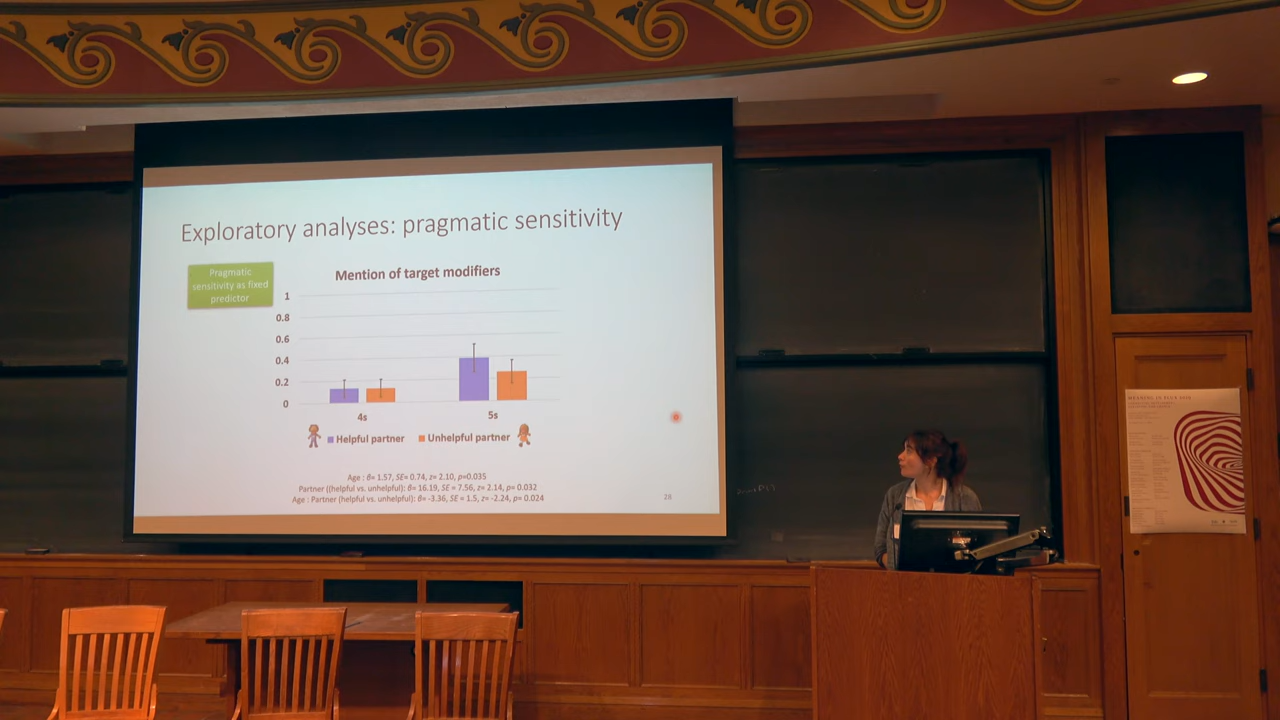 Exploratory analyses: pragmatic sensitivity
Pragmatic
sensitivity as fixed
predictor
Mention of target modifiers
1
0.8
0.6
0.4
0.2
0
4s
5s
Helpful partner
Unhelpful partner
Age : β= 1.57, SE= 0.74, z= 2.10, p=0.035
Partner ((helpful vs. unhelpful): β= 16.19, SE = 7.56, z= 2.14, p= 0.032
Age : Partner (helpful vs. unhelpful): β= -3.36, SE = 1.5, z= -2.24, p= 0.024
28